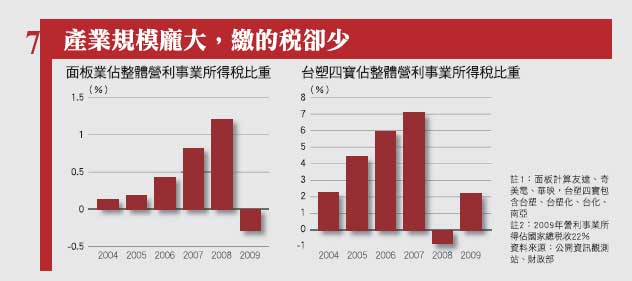 7 產業規模龐大，繳的稅卻少
面板業佔整體營利事業所得稅比重
（%）
1.5
1
0.5
0
-0.5
2004 2005 2006 2007 2008 2009
台塑四寶佔整體營利事業所得稅比重
（%）
8
7
6
5
4
3
2
1
0
-1
2004 2005 2006 2007 2008 2009
註1：面板計算友達、奇
美電、華映，台塑四寶包
含台塑、台塑化、台化、
南亞
註2：2009年營利事業所
得佔國家總稅收22%
資料來源：公開資訊觀測
站、財政部